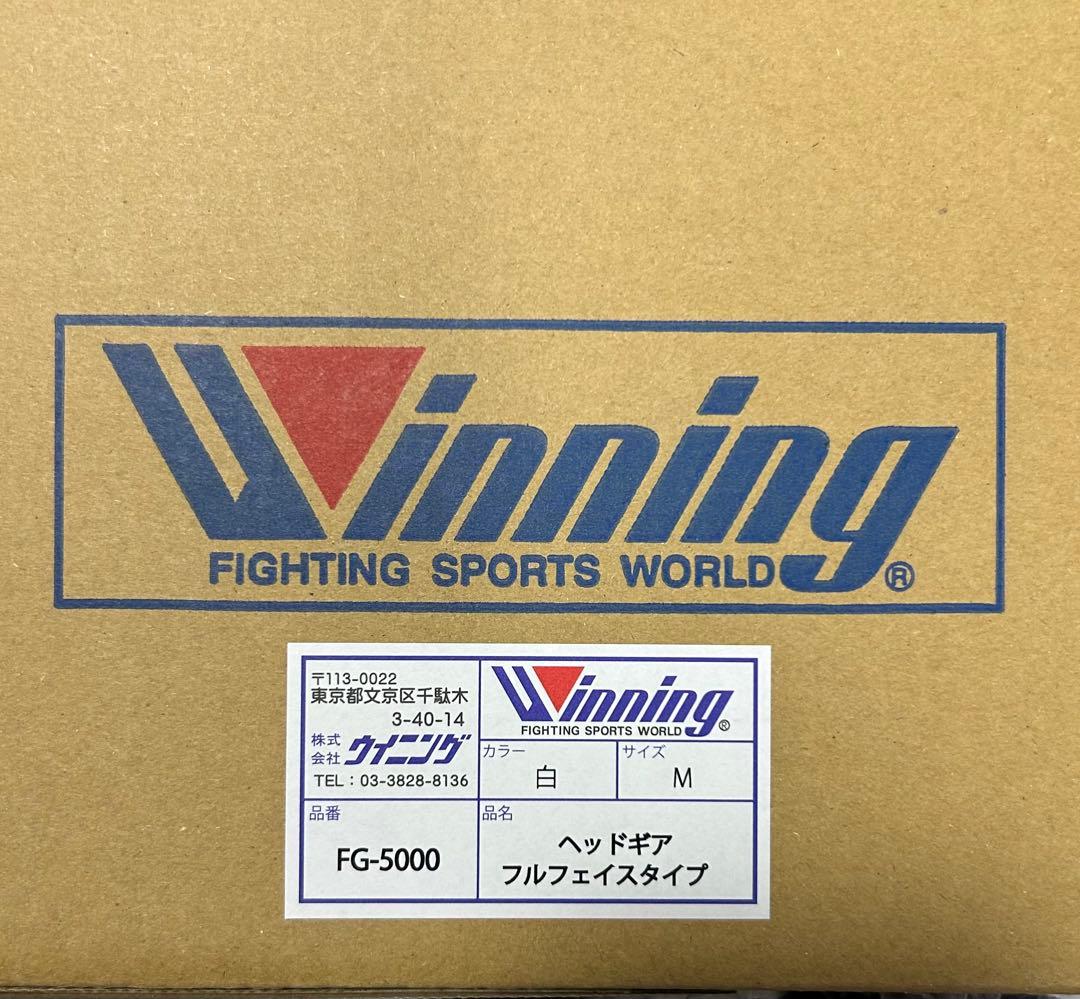 Winning
FIGHTING SPORTS WORLD®
〒113-0022
東京都文京区千駄木
3-40-14
株式会社 ウイニング
TEL：03-3828-8136
Winning
FIGHTING SPORTS WORLD®
カラー
白
サイズ
M
品番
FG-5000
品名
ヘッドギア
フルフェイスタイプ